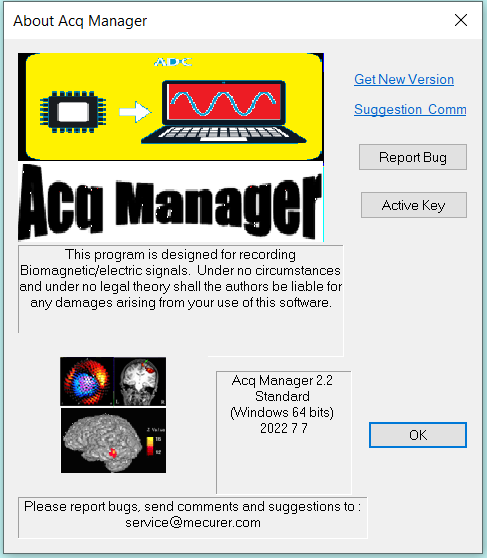 About Acq Manager
ADC
Get New Version
Suggestion Comm
Report Bug
Acq Manager
Active Key
This program is designed for recording
Biomagnetic/electric signals. Under no circumstances
and under no legal theory shall the authors be liable for
any damages arising from your use of this software.
L
R
Z Value
Acq Manager 2.2
Standard
(Windows 64 bits)
2022 7 7
OK
Please report bugs, send comments and suggestions to :
service@mecurer.com